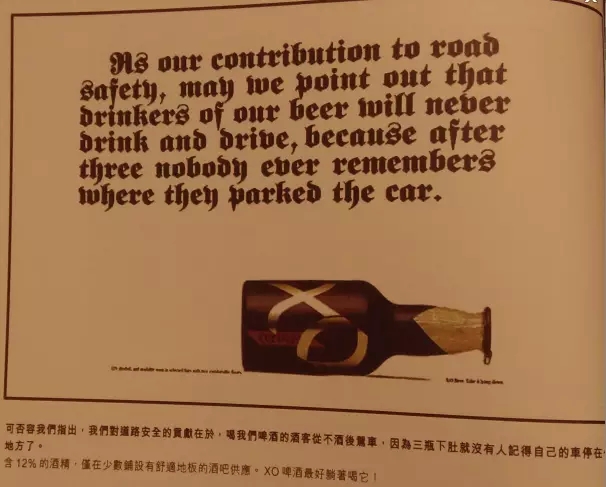 As our contribution to road
safety, may we point out that
drinkers of our beer will never
drink and drive, because after
three nobody ever remembers
where they parked the car.
XO
可否容我們指出，我們對道路安全的貢獻在於，喝我們啤酒的酒客從不酒後駕車，因為三瓶下肚就沒有人記得自己的車停在
地方了。
含 12% 的酒精，僅在少數鋪設有舒適地板的酒吧供應。XO 啤酒最好躺著喝它！